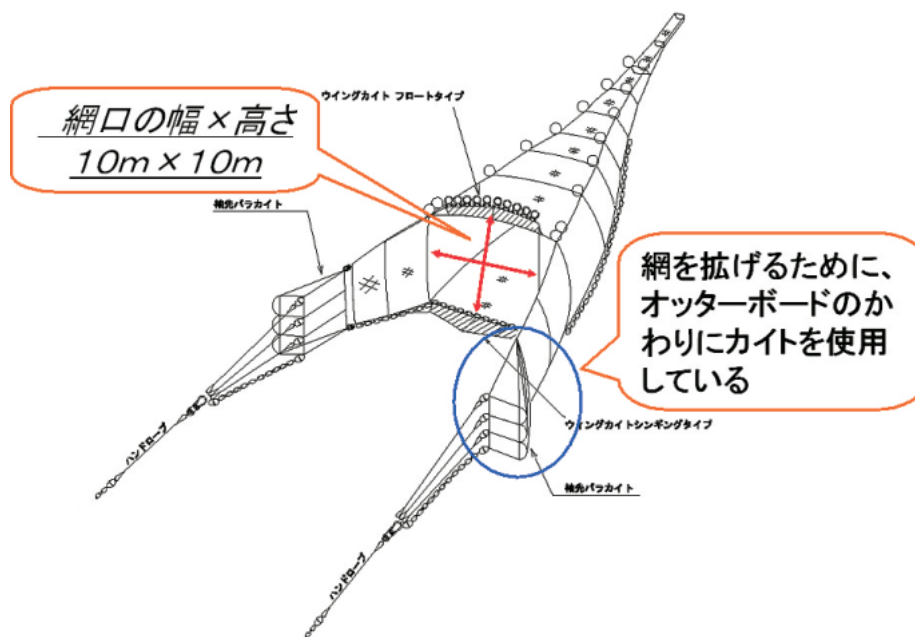 ウイングカイト フロートタイプ
網口の幅×高さ
10m×10m
袖先パラカイト
網を拡げるために、
オッターボードのか
わりにカイトを使用
している
ウィングカイトシンギングタイプ
ハンドロープ
袖先パラカイト
ハンドロープ